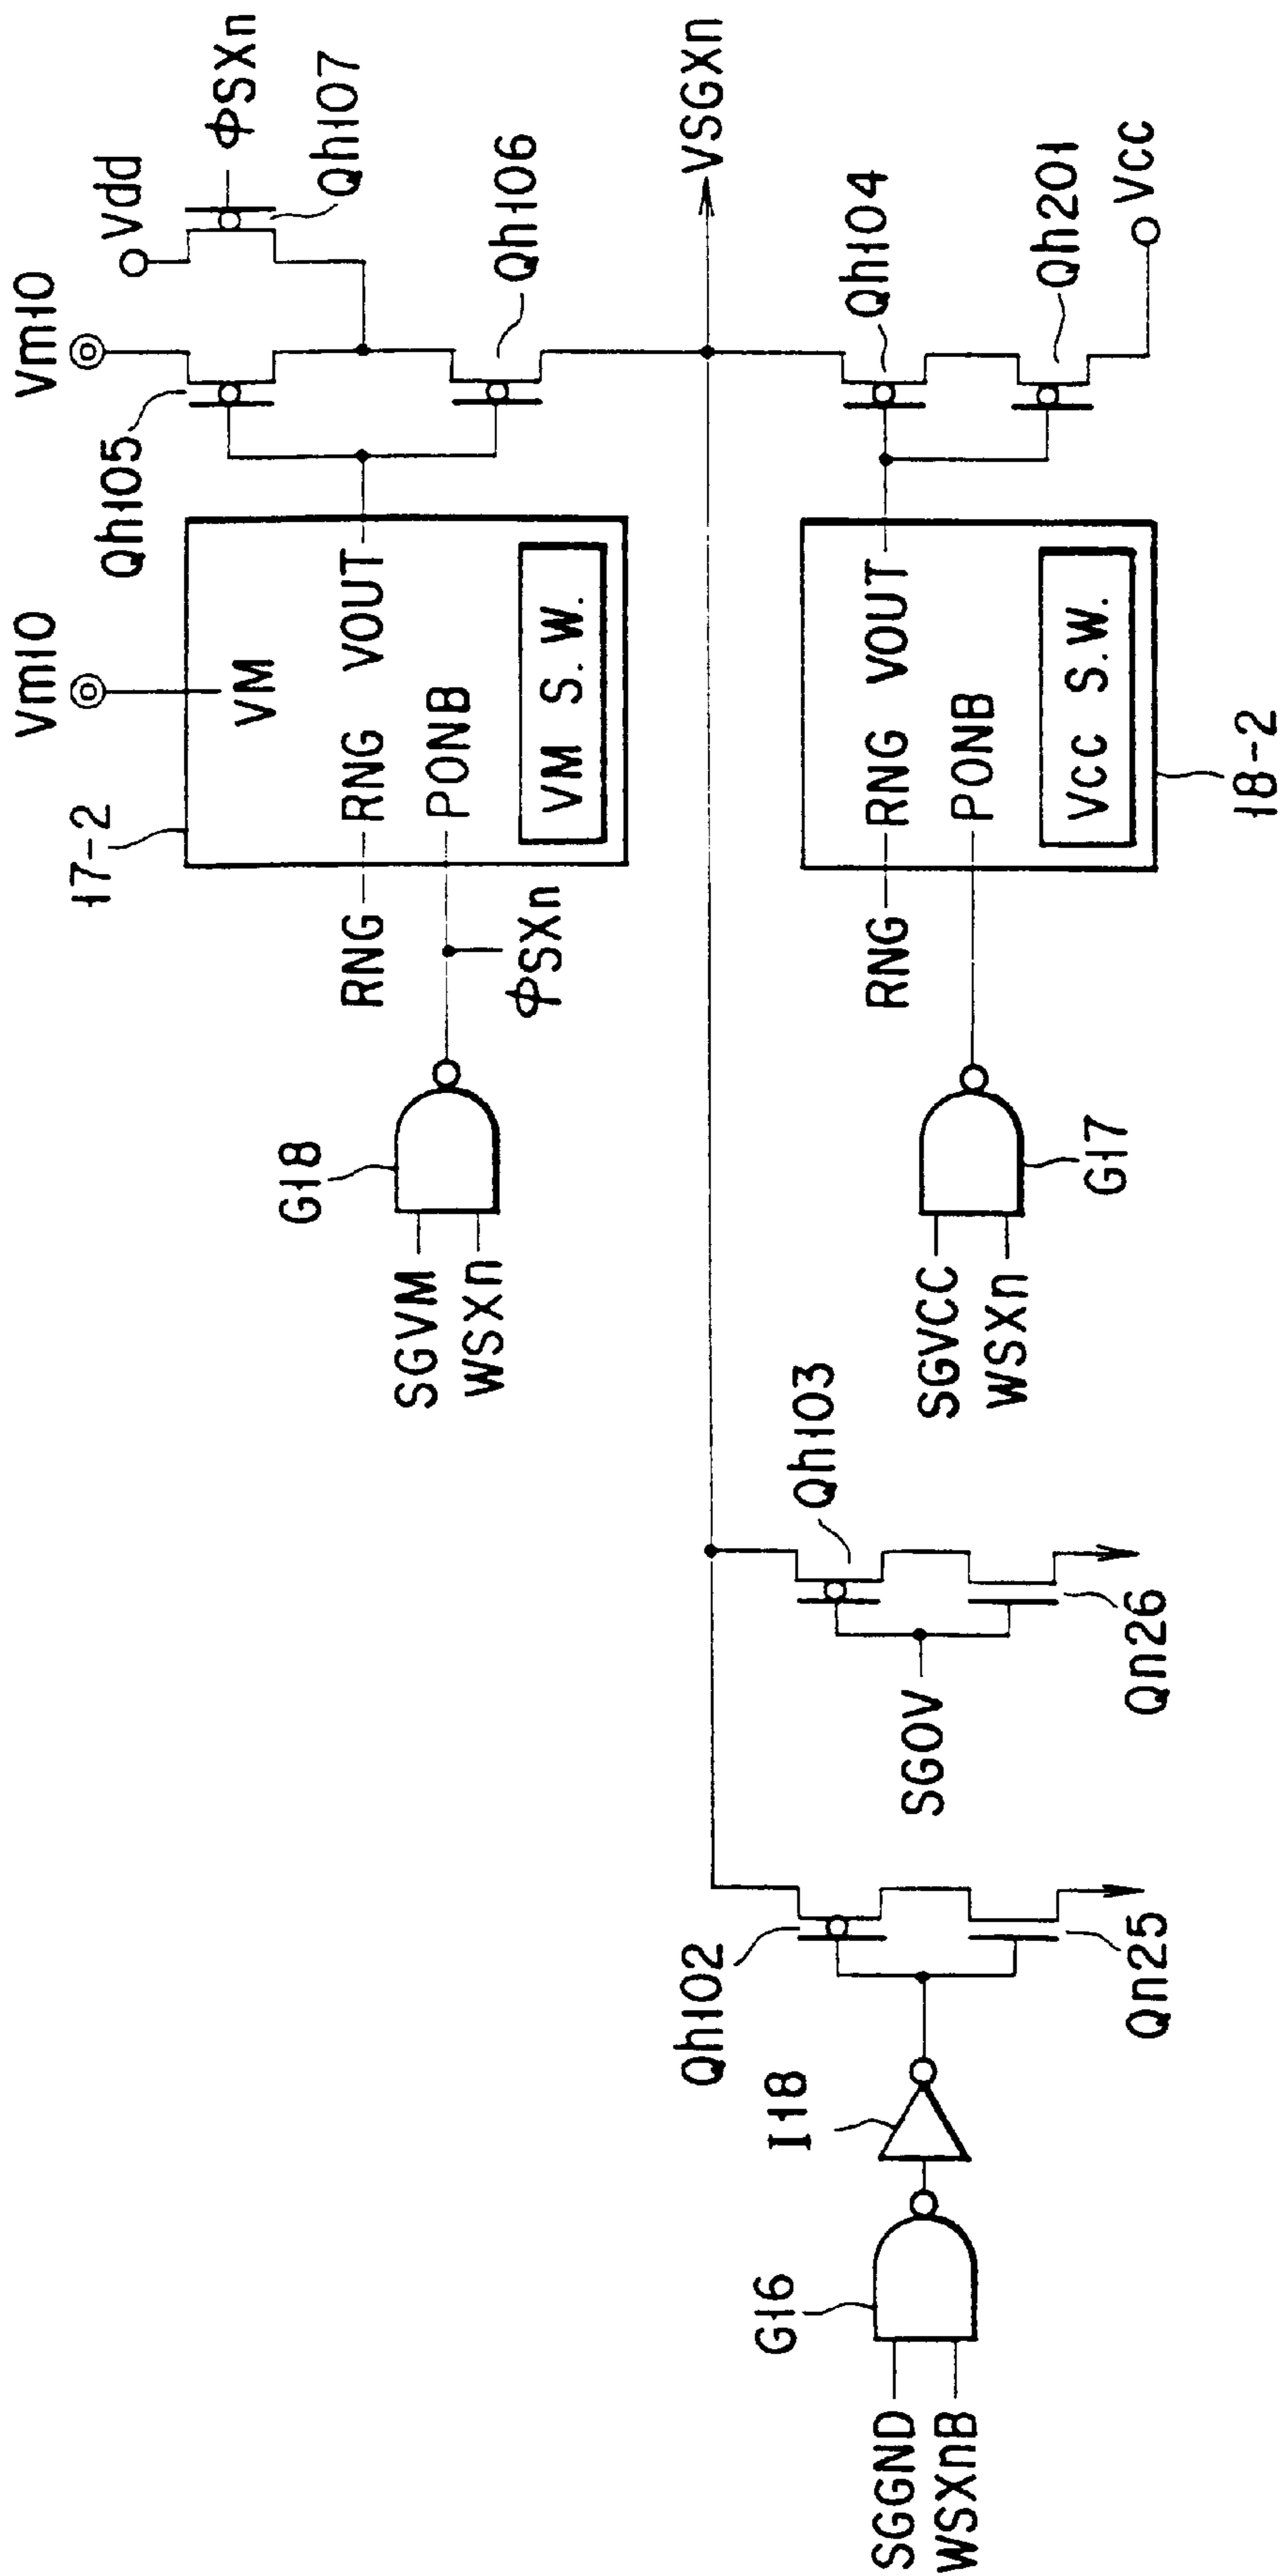 Vm10
Vm10
Vdd
φSXn
Qh105
Qh107
17-2
VM
RNG
RNG
VOUT
PONB
VM S.W.
Qh106
G18
SGVM
WSXn
φSXn
VSGXn
Qh102
Qh103
Qh104
Vcc
I18
G16
SGGND
WSXnB
SG0V
SGVCC
WSXn
RNG
RNG
VOUT
PONB
Vcc S.W.
Qh201
Qn25
Qn26
G17
18-2